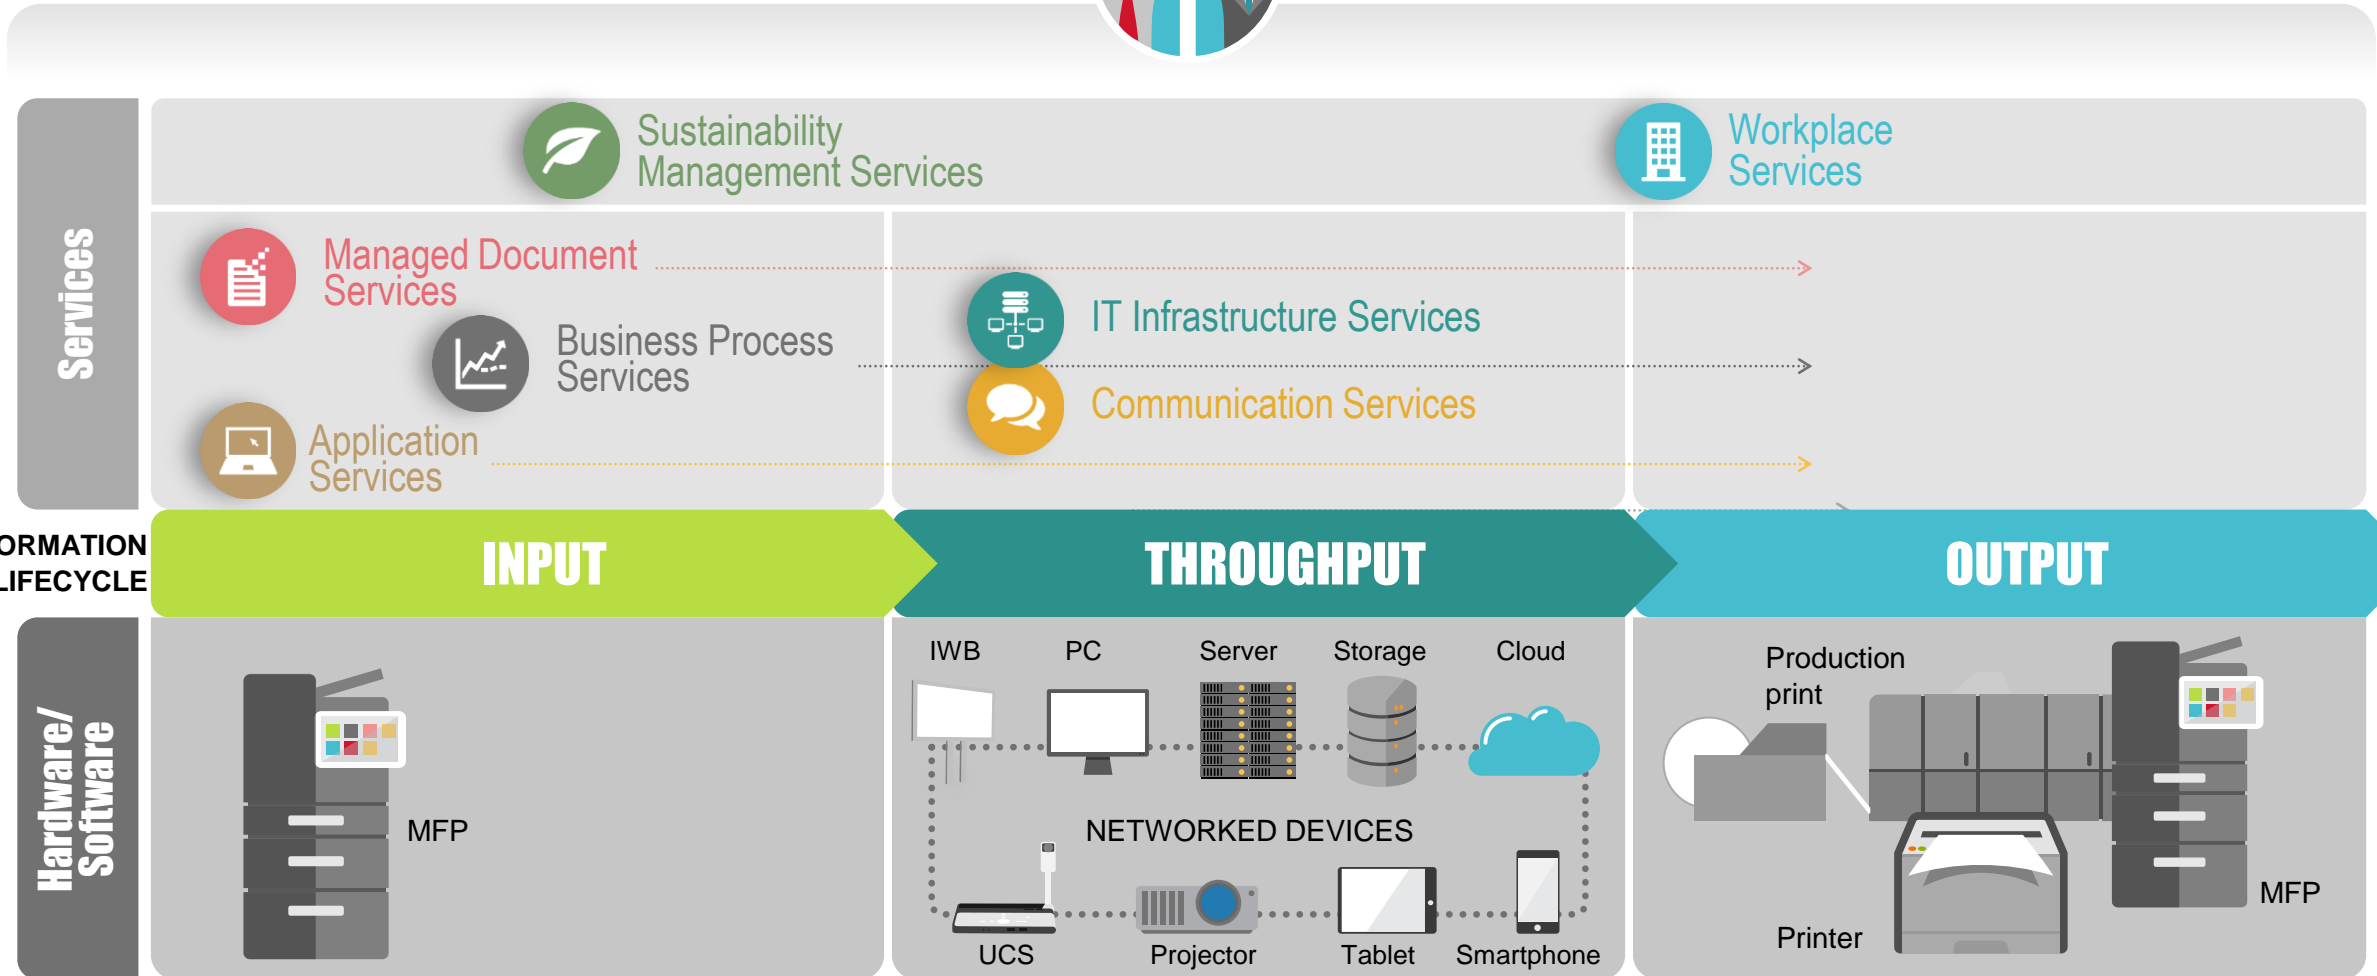 Sustainability
Management Services
Workplace
Services
Services
Managed Document
Services
IT Infrastructure Services
Business Process
Services
Communication Services
Application
Services
ORMATION
LIFECYCLE
INPUT
THROUGHPUT
OUTPUT
Hardware/
Software
MFP
IWB PC Server Storage Cloud
NETWORKED DEVICES
UCS Projector Tablet Smartphone
Production
print
MFP
Printer